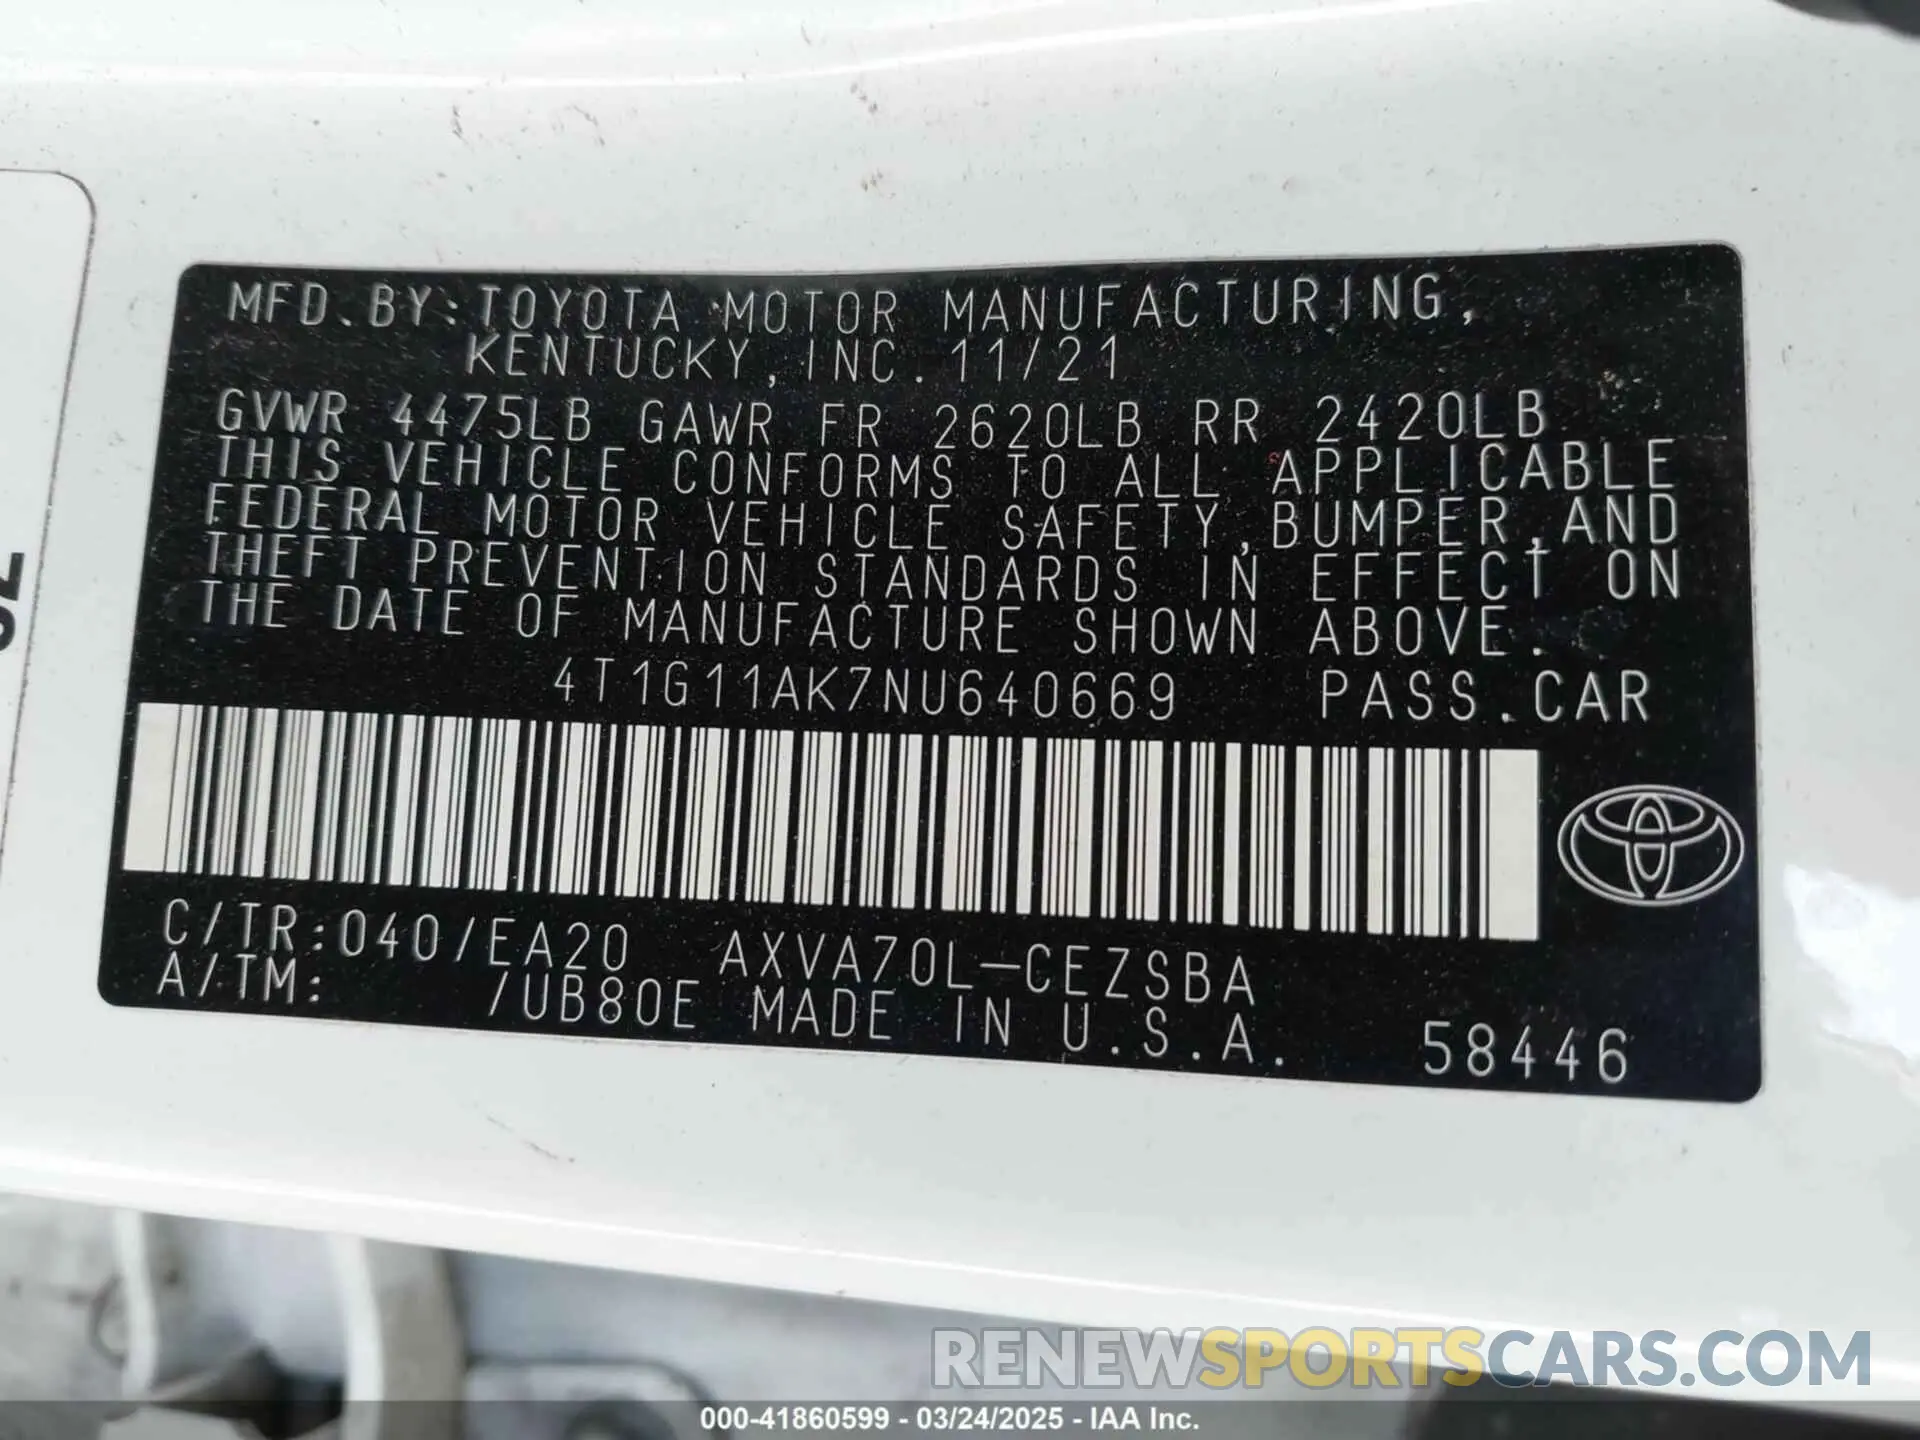 MFD.BY:TOYOTA MOTOR MANUFACTURING,
KENTUCKY, INC. 11/21
GVWR 4475LB GAWR FR 2620LB RR 2420LB
THIS VEHICLE CONFORMS TO ALL APPLICABLE
FEDERAL MOTOR VEHICLE SAFETY,BUMPER,AND
THEFT PREVENTION STANDARDS IN EFFECT ON
THE DATE OF MANUFACTURE SHOWN ABOVE.
4T1G11AK7NU640669 PASS.CAR
C/TR:040/EA20 AXVA70L-CEZSBA
A/TM: /UB80E MADE IN U.S.A. 58446
RENEWSPORTSCARS.COM
000-41860599 - 03/24/2025 - IAA Inc.